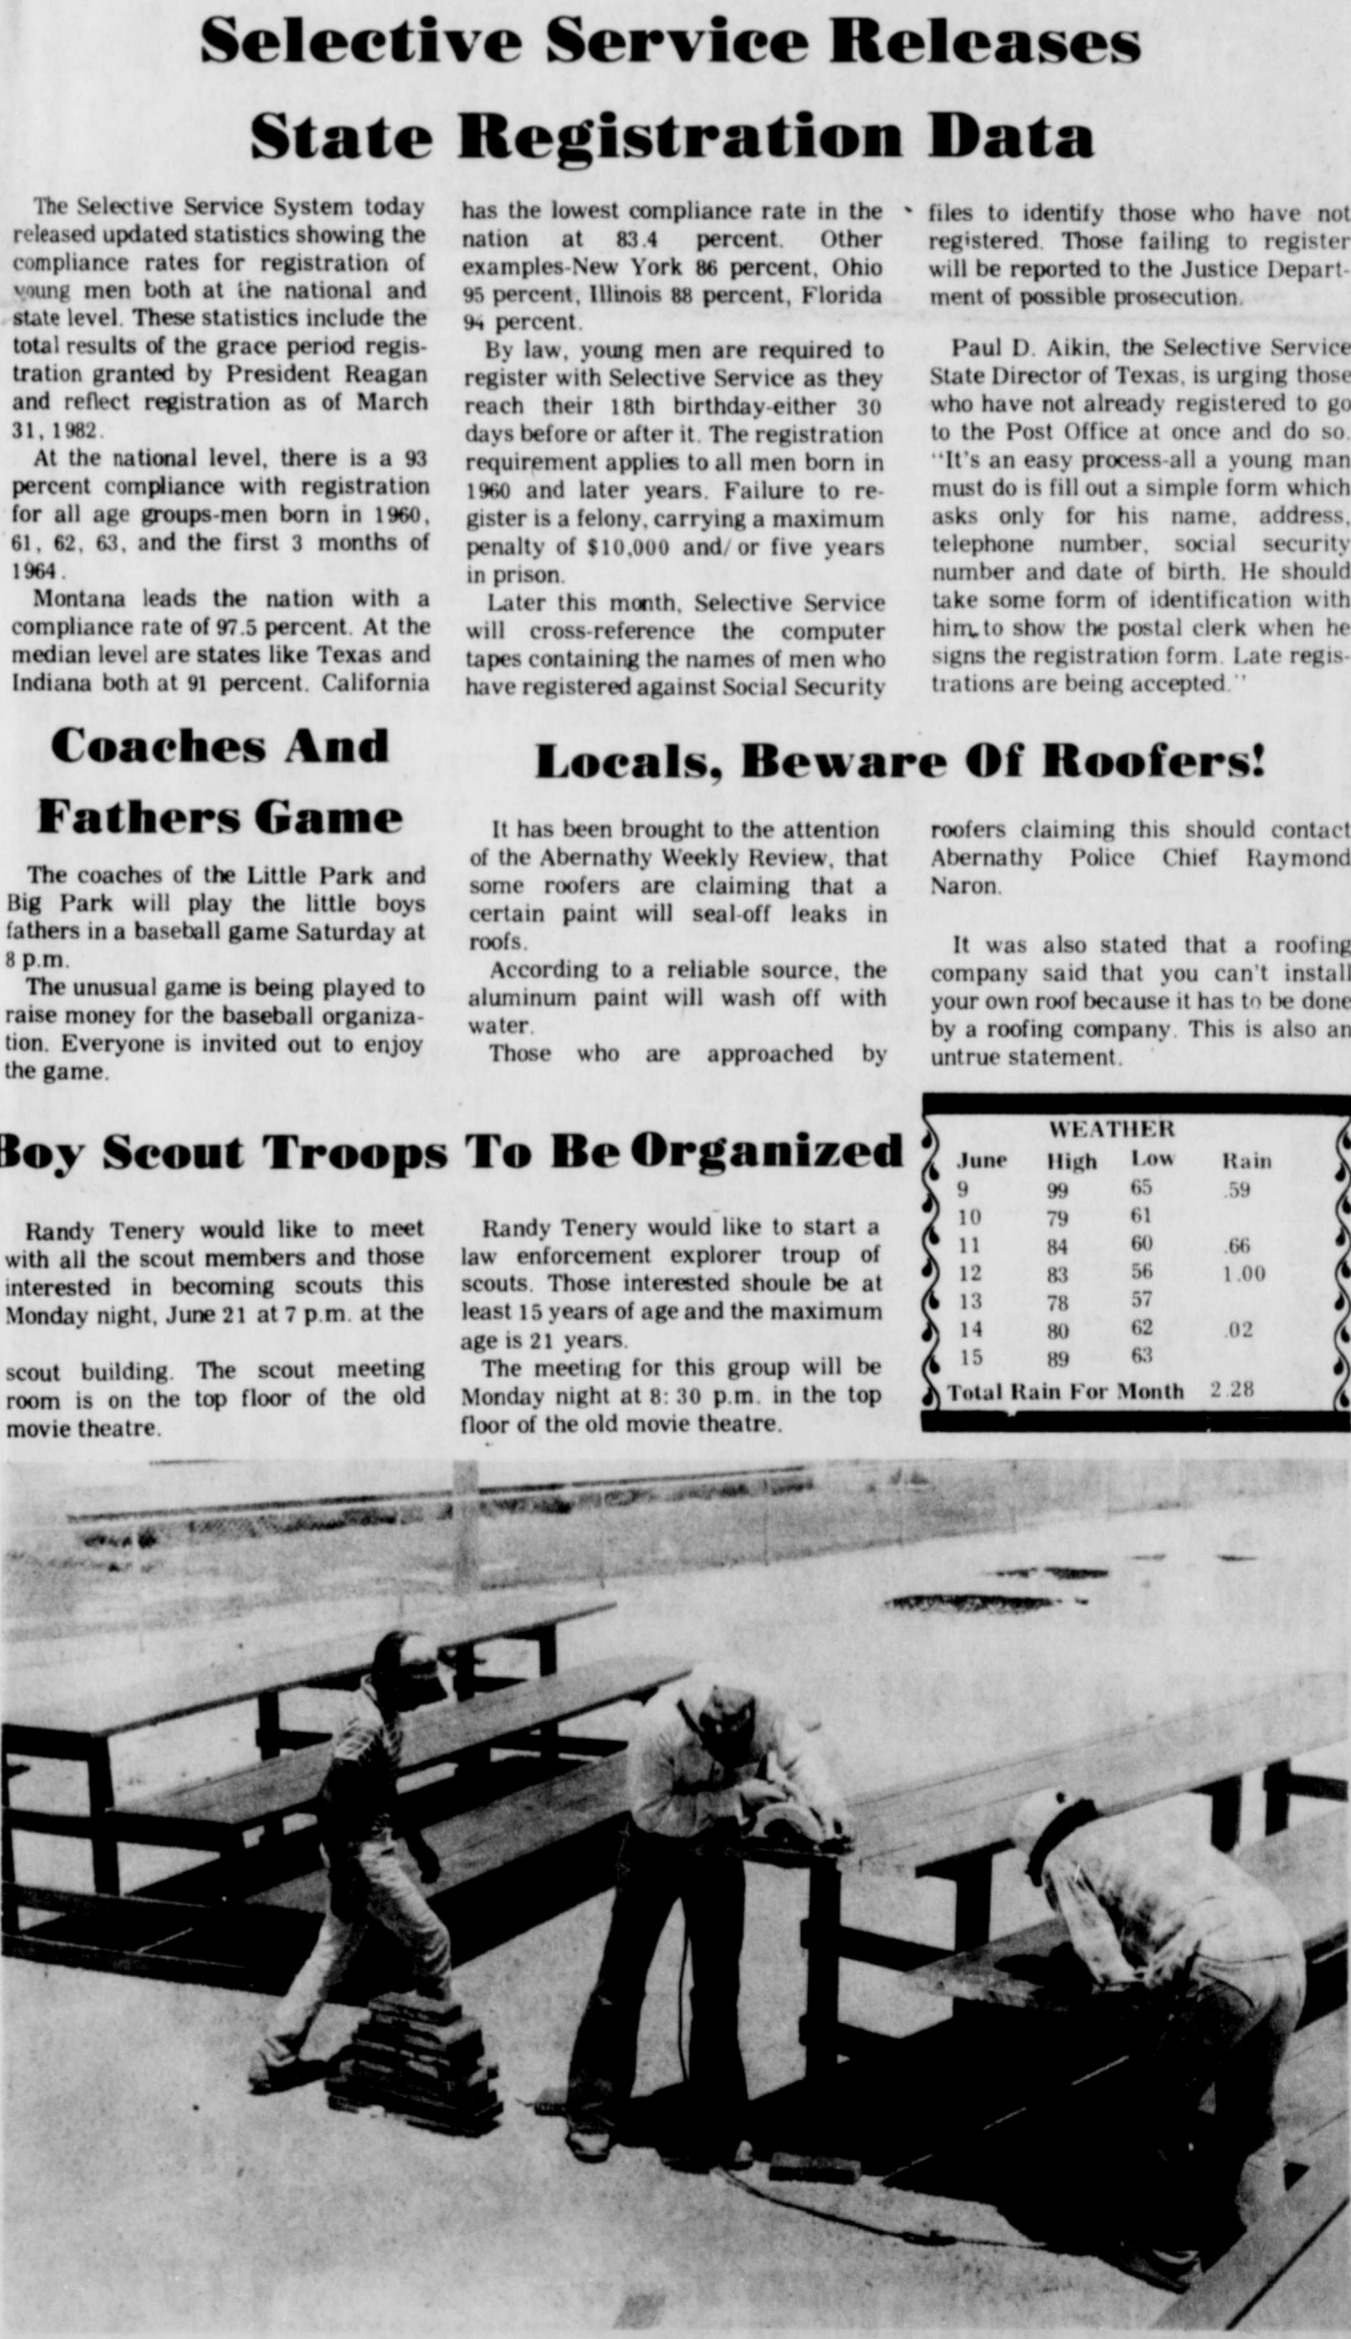 Selective Service Releases
State Registration Data
The Selective Service System today
released updated statistics showing the
compliance rates for registration of
young men both at the national and
state level. These statistics include the
total results of the grace period regis-
tration granted by President Reagan
and reflect registration as of March
31, 1982.
At the national level, there is a 93
percent compliance with registration
for all age groups-men born in 1960,
61, 62, 63, and the first 3 months of
1964.
Montana leads the nation with a
compliance rate of 97.5 percent. At the
median level are states like Texas and
Indiana both at 91 percent. California
has the lowest compliance rate in the
nation at 83.4 percent. Other
examples-New York 86 percent, Ohio
95 percent, Illinois 88 percent, Florida
94 percent.
By law, young men are required to
register with Selective Service as they
reach their 18th birthday-either 30
days before or after it. The registration
requirement applies to all men born in
1960 and later years. Failure to re-
gister is a felony, carrying a maximum
penalty of $10,000 and/ or five years
in prison.
Later this month, Selective Service
will cross-reference the computer
tapes containing the names of men who
have registered against Social Security
files to identify those who have not
registered. Those failing to register
will be reported to the Justice Depart-
ment of possible prosecution.
Paul D. Aikin, the Selective Service
State Director of Texas, is urging those
who have not already registered to go
to the Post Office at once and do so.
"It's an easy process-all a young man
must do is fill out a simple form which
asks only for his name, address,
telephone number, social security
number and date of birth. He should
take some form of identification with
him to show the postal clerk when he
signs the registration form. Late regis-
trations are being accepted."
Coaches And
Fathers Game
The coaches of the Little Park and
Big Park will play the little boys
fathers in a baseball game Saturday at
8 p.m.
The unusual game is being played to
raise money for the baseball organiza-
tion. Everyone is invited out to enjoy
the game.
Locals, Beware Of Roofers!
It has been brought to the attention
of the Abernathy Weekly Review, that
some roofers are claiming that a
certain paint will seal-off leaks in
roofs.
According to a reliable source, the
aluminum paint will wash off with
water.
Those who are approached by
roofers claiming this should contact
Abernathy Police Chief Raymond
Naron.
It was also stated that a roofing
company said that you can't install
your own roof because it has to be done
by a roofing company. This is also an
untrue statement.
Boy Scout Troops To Be Organized
Randy Tenery would like to meet
with all the scout members and those
interested in becoming scouts this
Monday night, June 21 at 7 p.m. at the
scout building. The scout meeting
room is on the top floor of the old
movie theatre.
Randy Tenery would like to start a
law enforcement explorer troup of
scouts. Those interested shoule be at
least 15 years of age and the maximum
age is 21 years.
The meeting for this group will be
Monday night at 8:30 p.m. in the top
floor of the old movie theatre.
WEATHER
June High Low Rain
9 99 65 .59
10 79 61
11 84 60 .66
12 83 56 1.00
13 78 57
14 80 62 .02
15 89 63
Total Rain For Month 2.28